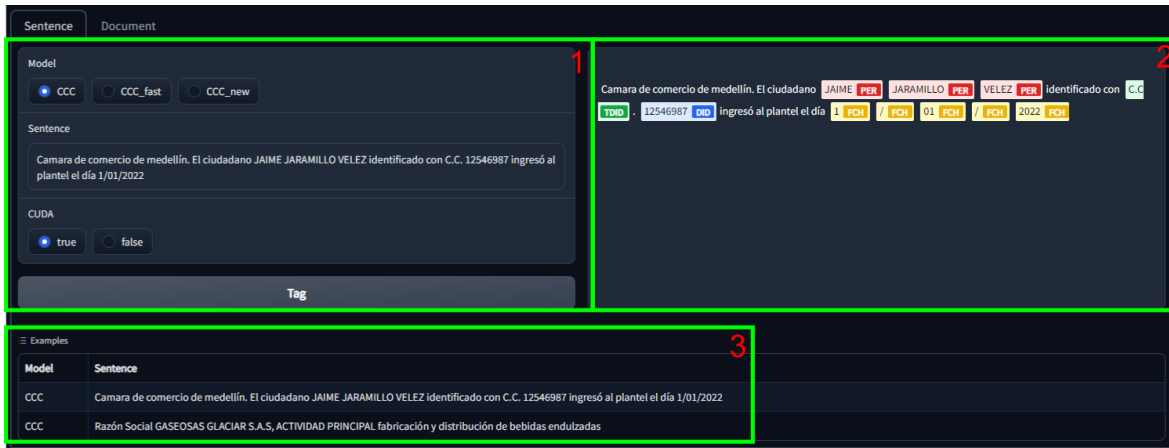 Sentence Document
1
Model
CCC CCC_fast CCC_new
Sentence
Camara de comercio de medellín. El ciudadano JAIME JARAMILLO VELEZ identificado con C.C. 12546987 ingresó al
plantel el día 1/01/2022
CUDA
true false
Tag
2
Camara de comercio de medellín. El ciudadano JAIME PER JARAMILLO PER VELEZ PER identificado con C.C
TDID . 12546987 DID ingresó al plantel el día 1 FCH / FCH 01 FCH / FCH 2022 FCH
3
Examples
Model Sentence
CCC Camara de comercio de medellín. El ciudadano JAIME JARAMILLO VELEZ identificado con C.C. 12546987 ingresó al plantel el día 1/01/2022
CCC Razón Social GASEOSAS GLACIAR S.A.S, ACTIVIDAD PRINCIPAL fabricación y distribución de bebidas endulzadas